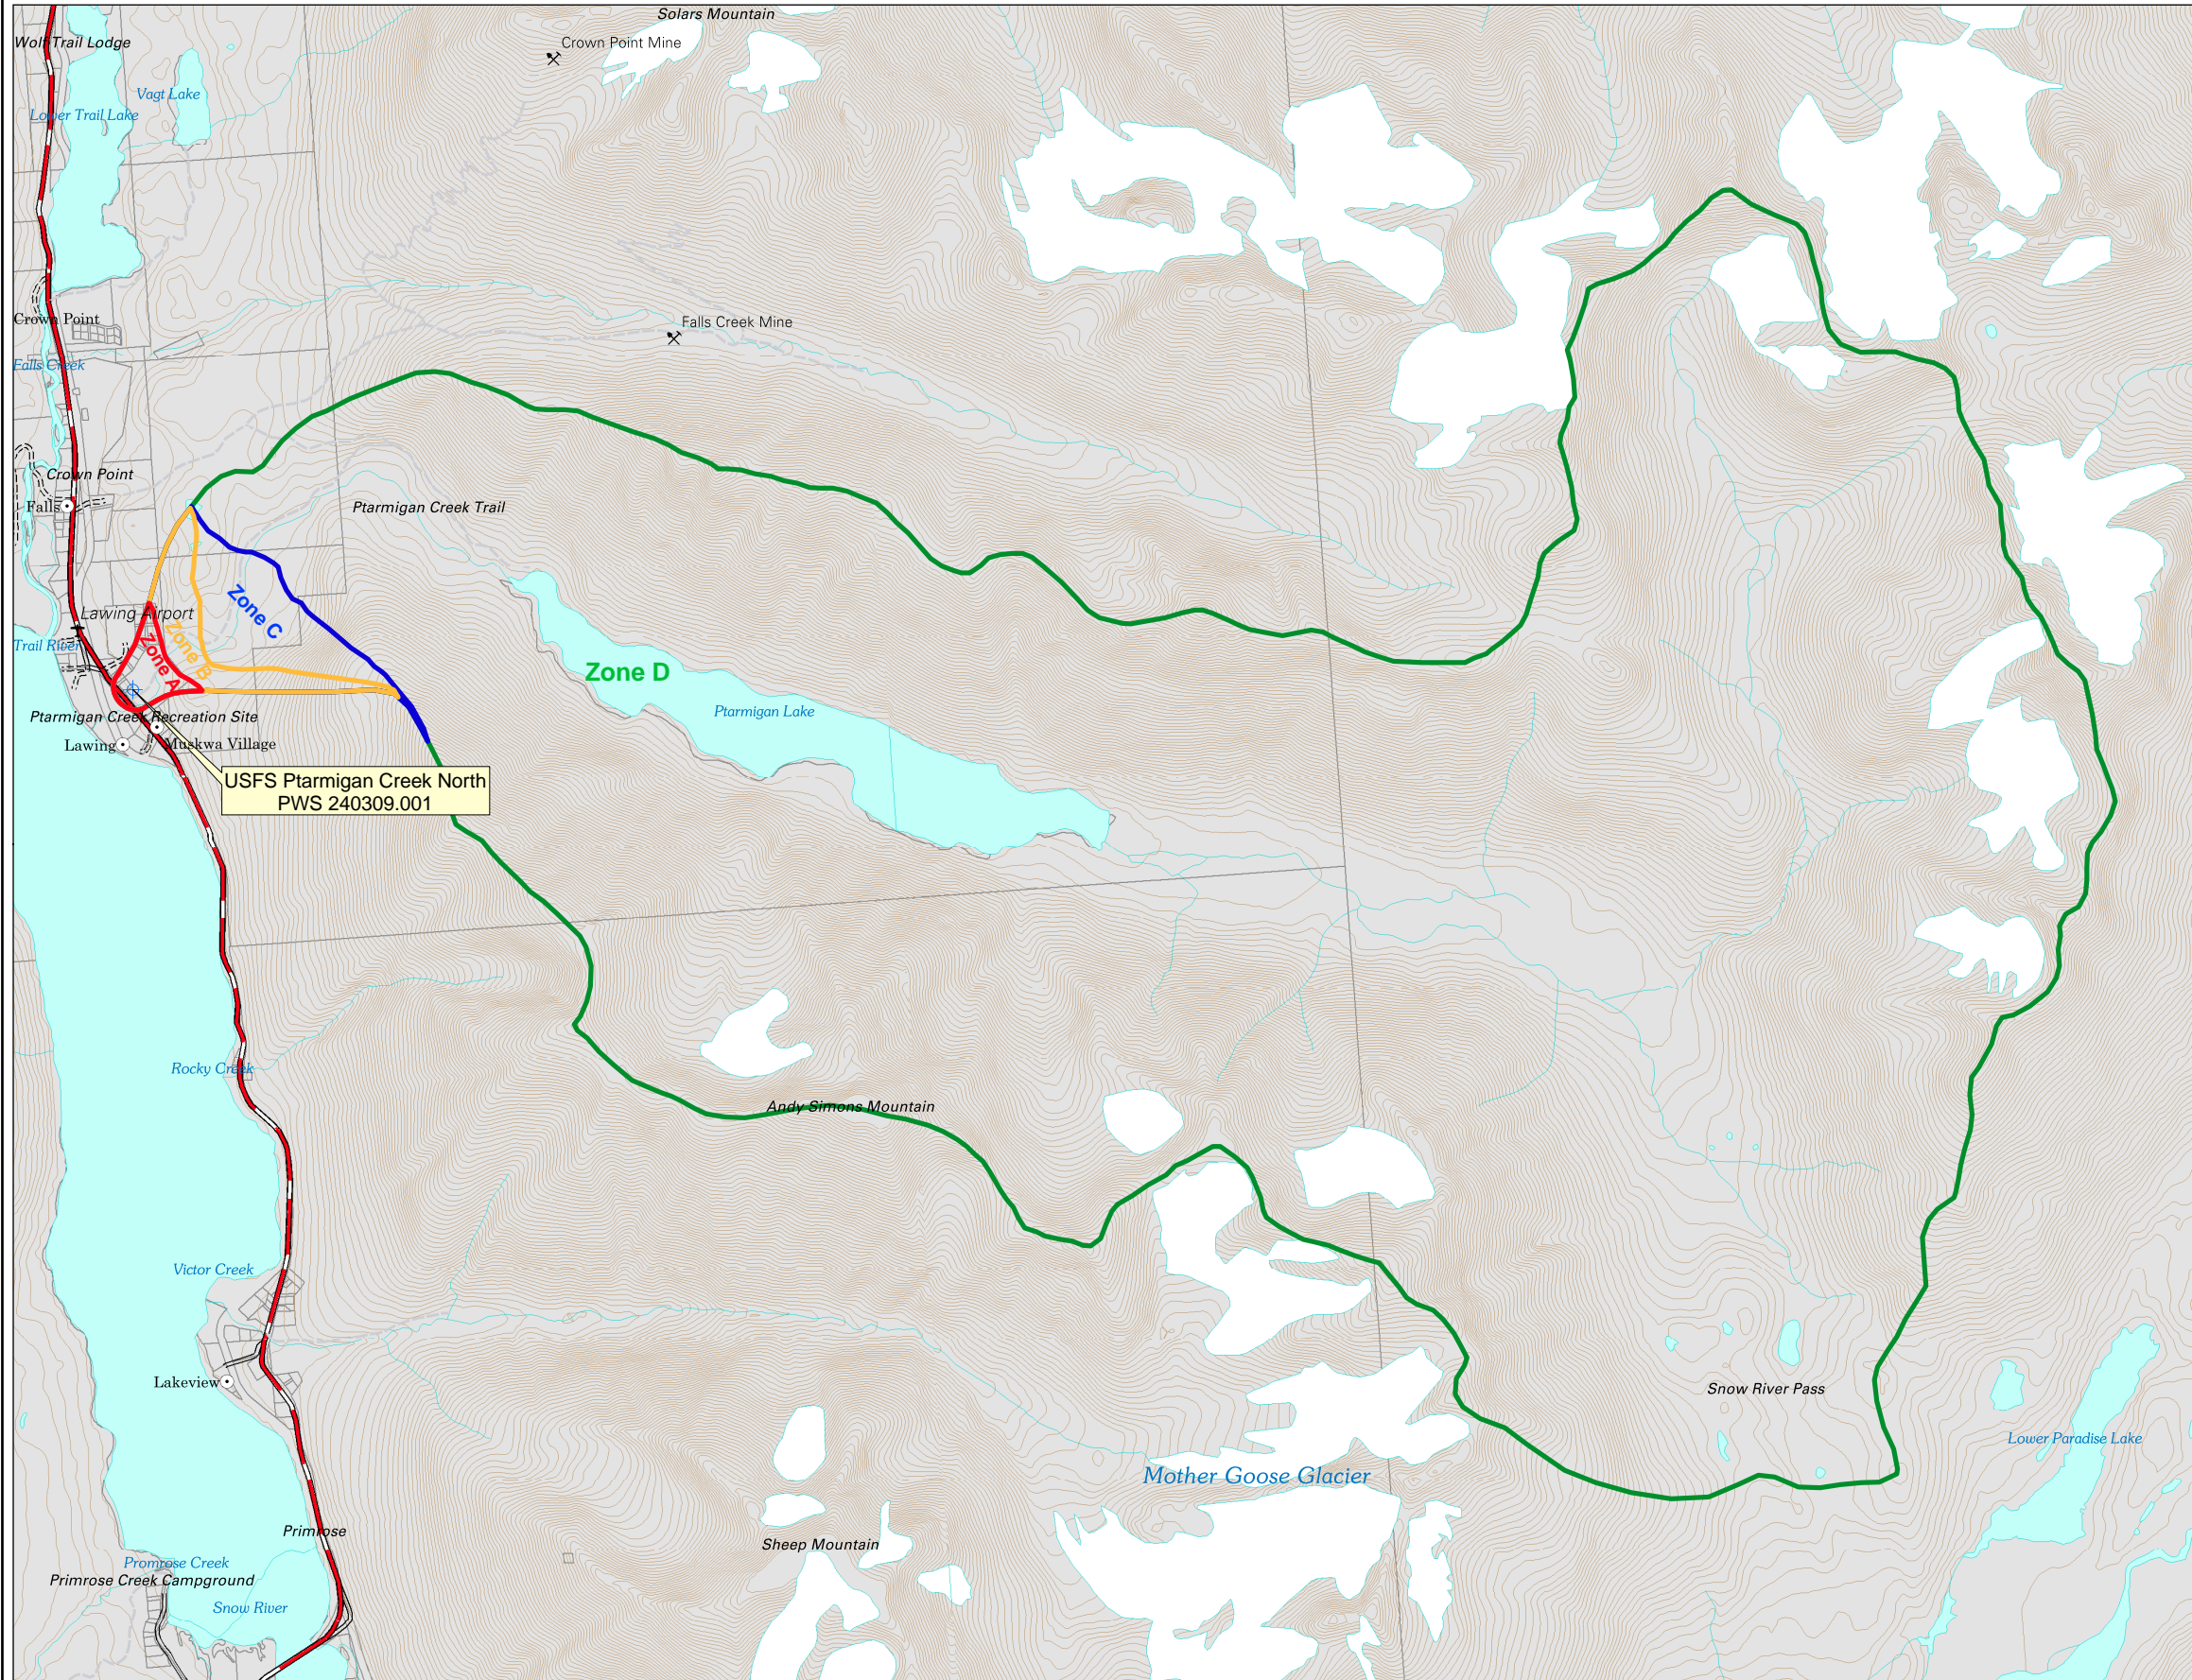 Solars Mountain
Wolf Trail Lodge
Crown Point Mine
Vagt Lake
Lower Trail Lake
Crown Point
Falls Creek Mine
Falls Creek
Crown Point
Falls
Ptarmigan Creek Trail
Zone C
Lawing Airport
Trail River
Zone B
Zone A
Zone D
Ptarmigan Lake
Ptarmigan Creek Recreation Site
Lawing
Muskwa Village
USFS Ptarmigan Creek North
PWS 240309.001
Rocky Creek
Andy Simons Mountain
Victor Creek
Lakeview
Snow River Pass
Lower Paradise Lake
Mother Goose Glacier
Primrose
Sheep Mountain
Promrose Creek
Primrose Creek Campground
Snow River